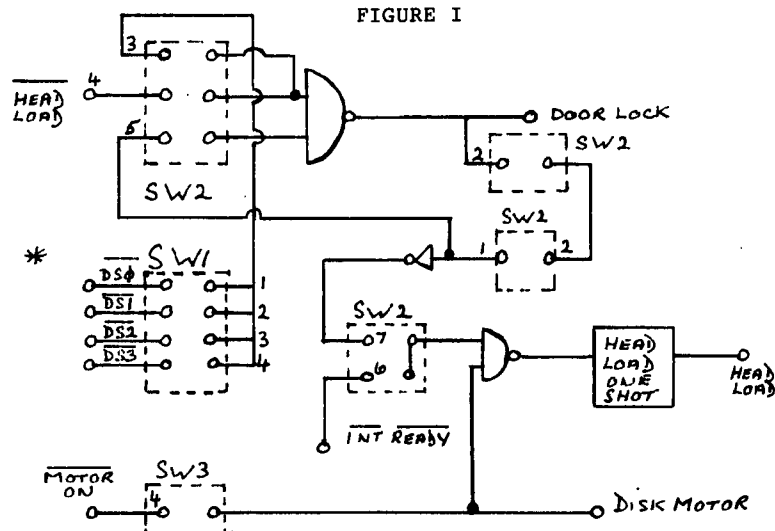 FIGURE I
3
HEAD LOAD
4
5
SW2
DOOR LOCK
2
SW2
SW2
1
2
*
SW1
DSØ
1
DS1
2
DS2
3
DS3
4
SW2
7
6
INT READY
HEAD
LOAD
ONE
SHOT
HEAD
LOAD
MOTOR
ON
SW3
4
DISK MOTOR